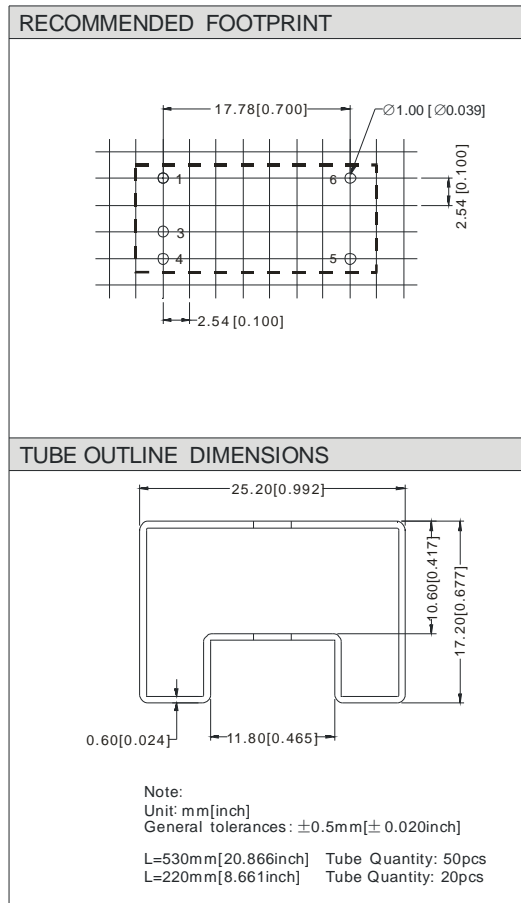 RECOMMENDED FOOTPRINT
17.78[0.700]
∅1.00 [∅0.039]
1
6
2.54 [0.100]
3
4
5
2.54 [0.100]
TUBE OUTLINE DIMENSIONS
25.20[0.992]
10.60[0.417]
17.20[0.677]
0.60[0.024]
11.80[0.465]
Note:
Unit: mm[inch]
General tolerances: ±0.5mm[± 0.020inch]
L=530mm[20.866inch] Tube Quantity: 50pcs
L=220mm[8.661inch] Tube Quantity: 20pcs